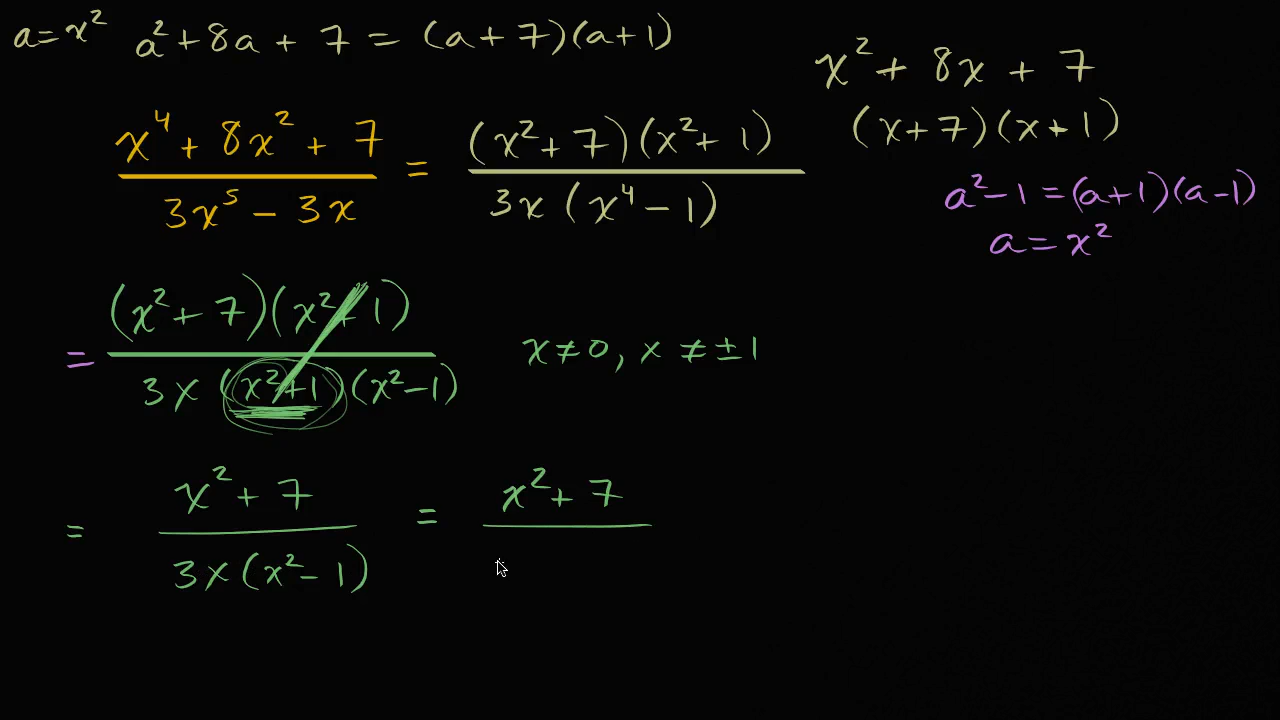 a = x² a² + 8a + 7 = (a + 7)(a + 1)
x² + 8x + 7
(x + 7)(x + 1)
x⁴ + 8x² + 7 / 3x⁵ − 3x = (x² + 7)(x² + 1) / 3x (x⁴ − 1)
a² − 1 = (a + 1)(a − 1)
a = x²
= (x² + 7)(x² + 1) / 3x (x² + 1)(x² − 1) x ≠ 0, x ≠ ± 1
= x² + 7 / 3x (x² − 1) = x² + 7